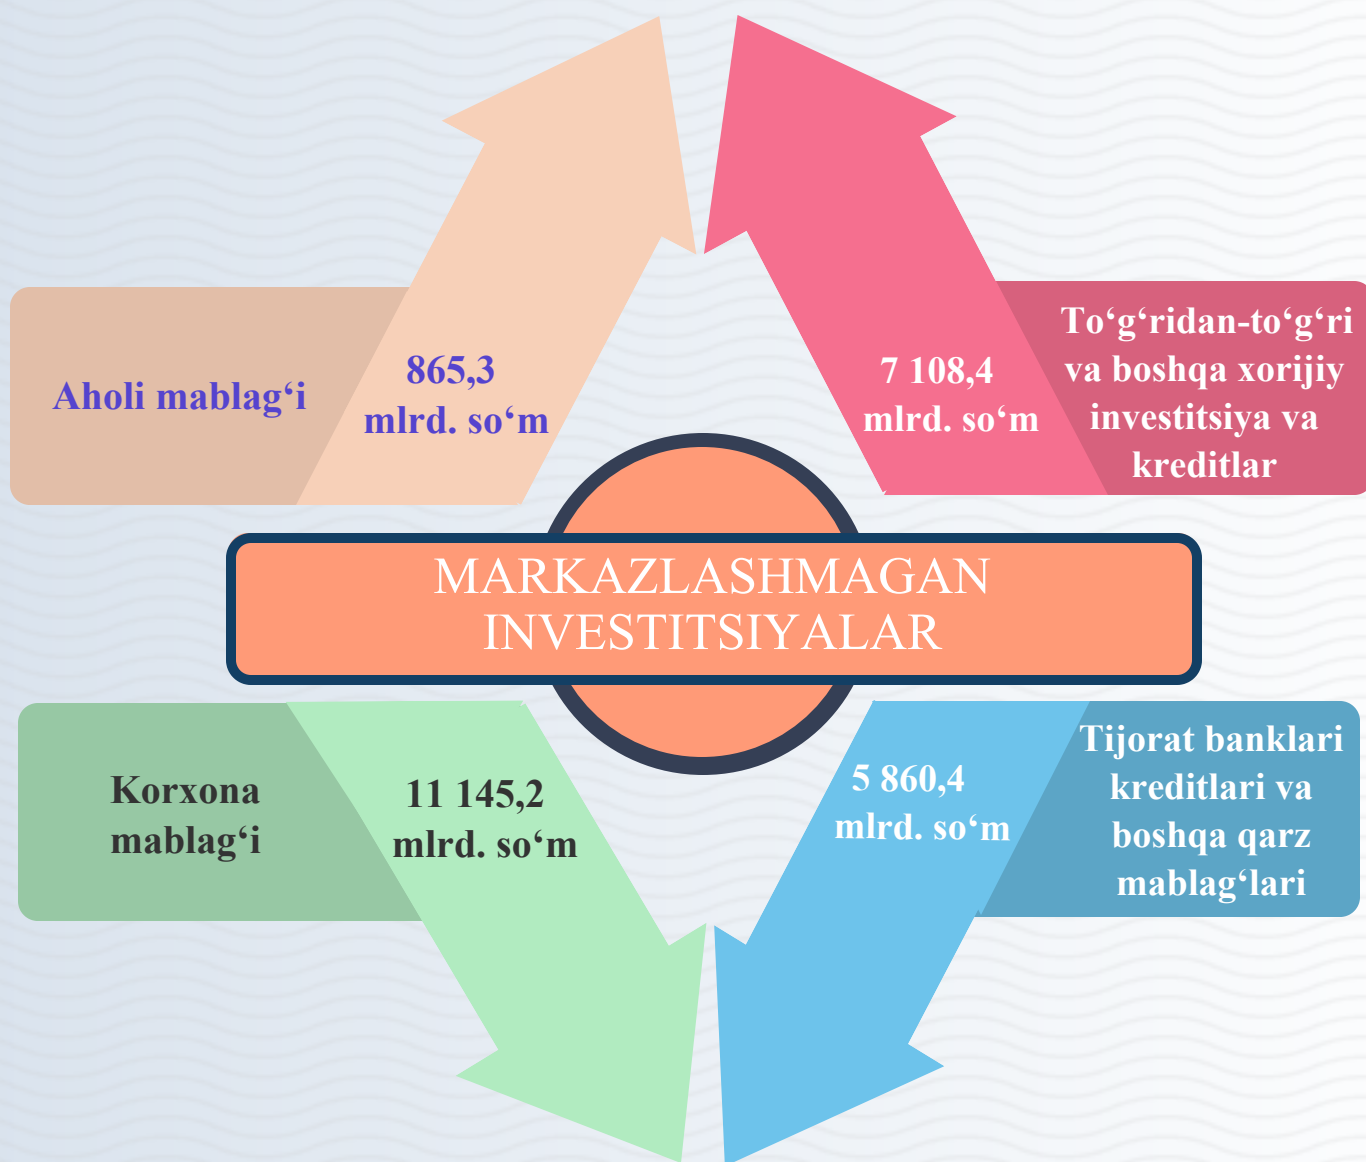 Aholi mablag‘i
865,3
mlrd. so‘m
7 108,4
mlrd. so‘m
To‘g‘ridan-to‘g‘ri
va boshqa xorijiy
investitsiya va
kreditlar
MARKAZLASHMAGAN
INVESTITSIYALAR
Korxona
mablag‘i
11 145,2
mlrd. so‘m
5 860,4
mlrd. so‘m
Tijorat banklari
kreditlari va
boshqa qarz
mablag‘lari